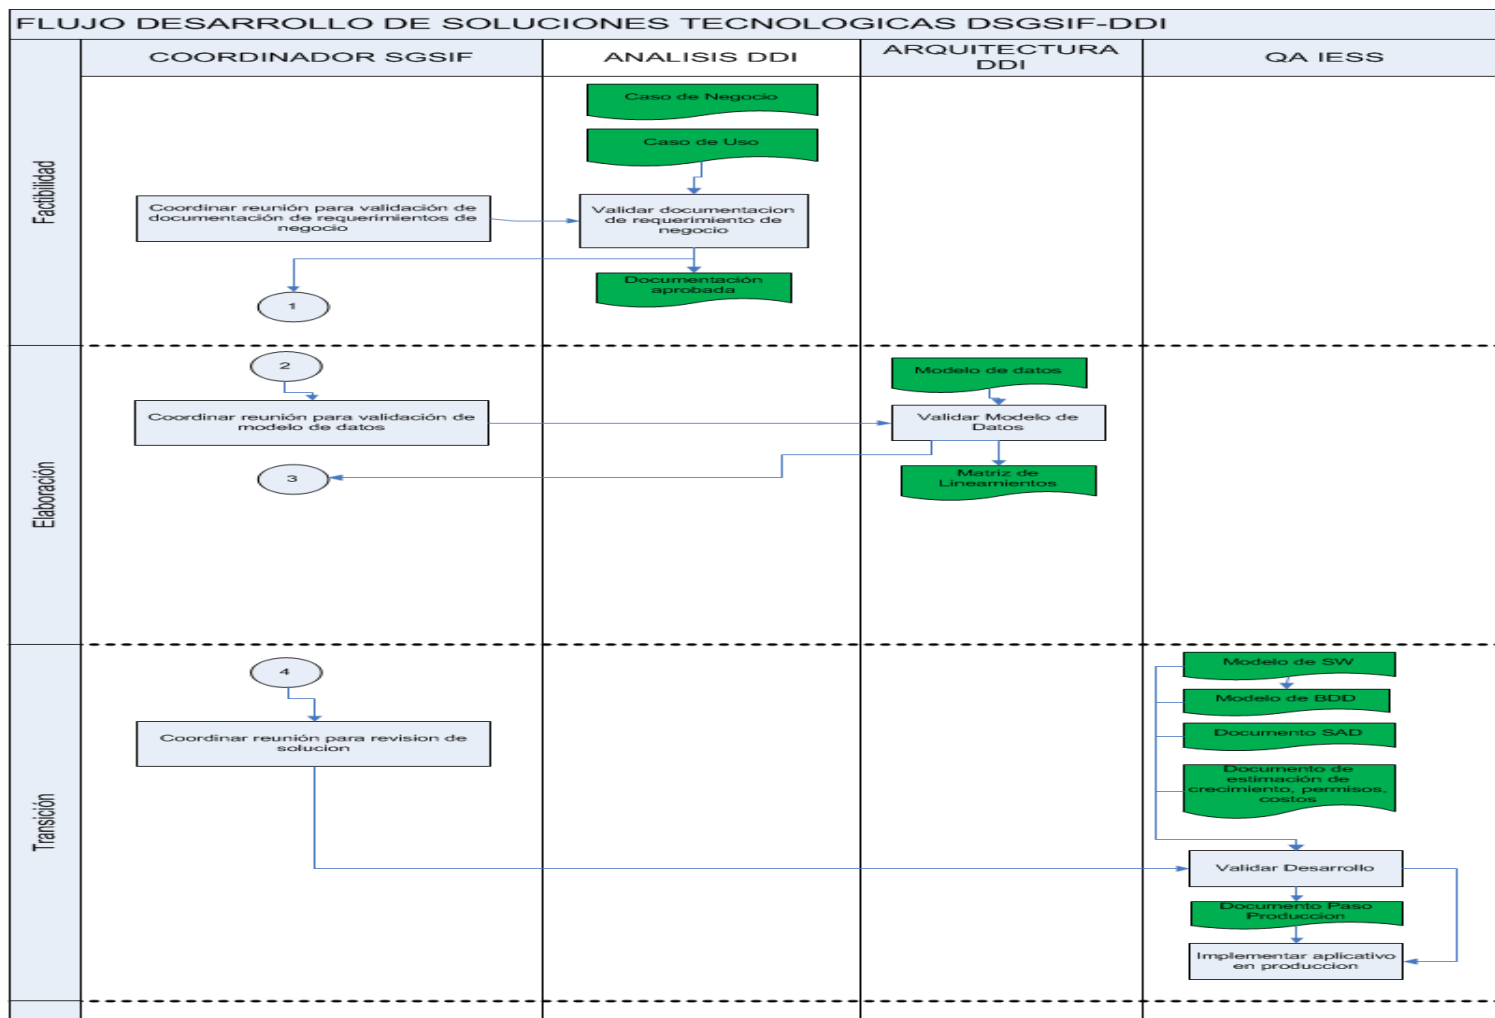 FLUJO DESARROLLO DE SOLUCIONES TECNOLOGICAS DSGSIF-DDI
COORDINADOR SGSIF
ANALISIS DDI
ARQUITECTURA
DDI
QA IESS
Factibilidad
Caso de Negocio
Caso de Uso
Coordinar reunión para validación de
documentación de requerimientos de
negocio
Validar documentacion
de requerimiento de
negocio
Documentación
aprobada
1
Elaboración
2
Modelo de datos
Coordinar reunión para validación de
modelo de datos
Validar Modelo de
Datos
3
Matriz de
Lineamientos
Transición
4
Modelo de SW
Modelo de BDD
Coordinar reunión para revision de
solucion
Documento SAD
Documento de
estimación de
crecimiento, permisos,
costos
Validar Desarrollo
Documento Paso
Produccion
Implementar aplicativo
en produccion